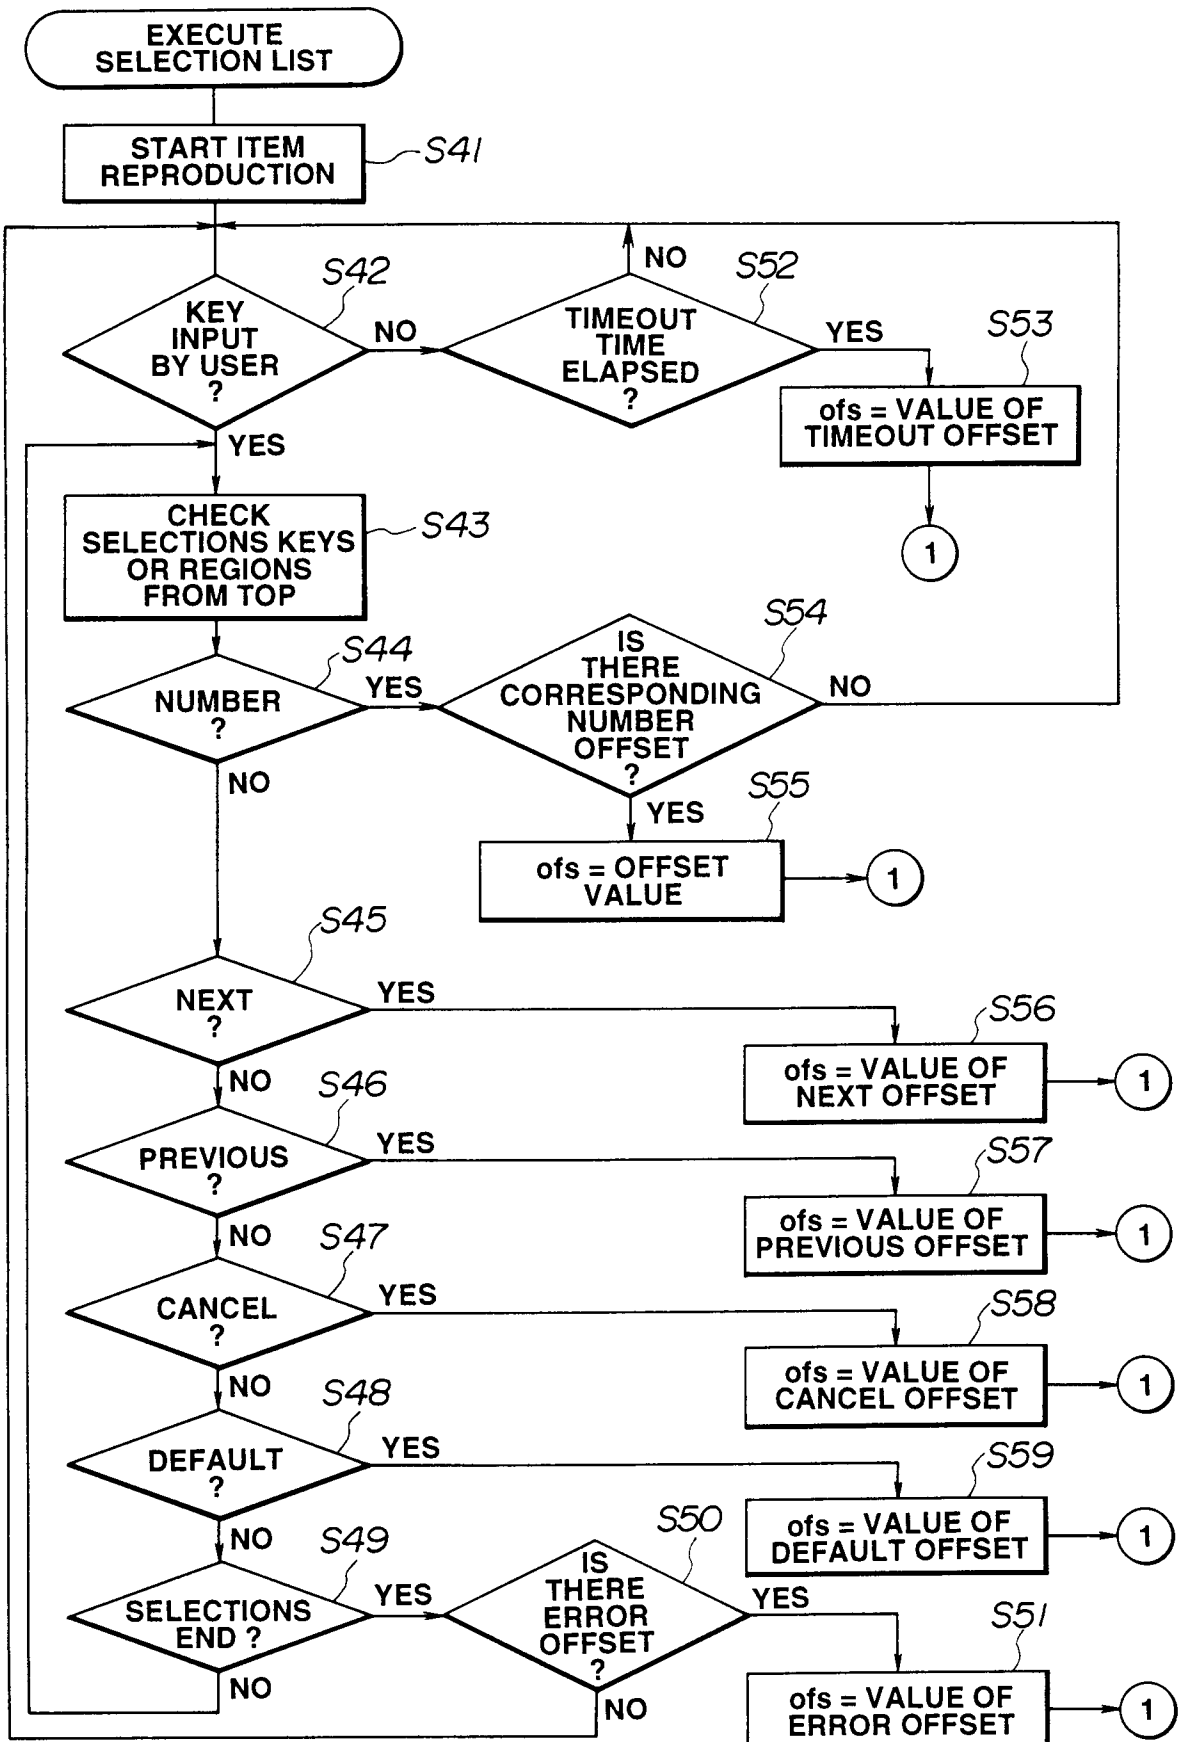 EXECUTE
SELECTION LIST
START ITEM
REPRODUCTION
S41
KEY
INPUT
BY USER
?
S42
NO
TIMEOUT
TIME
ELAPSED
?
S52
NO
YES
S53
ofs = VALUE OF
TIMEOUT OFFSET
1
YES
CHECK
SELECTIONS KEYS
OR REGIONS
FROM TOP
S43
NUMBER
?
S44
YES
IS
THERE
CORRESPONDING
NUMBER
OFFSET
?
S54
NO
NO
YES
S55
ofs = OFFSET
VALUE
1
NEXT
?
S45
YES
S56
ofs = VALUE OF
NEXT OFFSET
1
NO
PREVIOUS
?
S46
YES
S57
ofs = VALUE OF
PREVIOUS OFFSET
1
NO
CANCEL
?
S47
YES
S58
ofs = VALUE OF
CANCEL OFFSET
1
NO
DEFAULT
?
S48
YES
S59
ofs = VALUE OF
DEFAULT OFFSET
1
NO
SELECTIONS
END ?
S49
YES
IS
THERE
ERROR
OFFSET
?
S50
YES
S51
ofs = VALUE OF
ERROR OFFSET
1
NO
NO